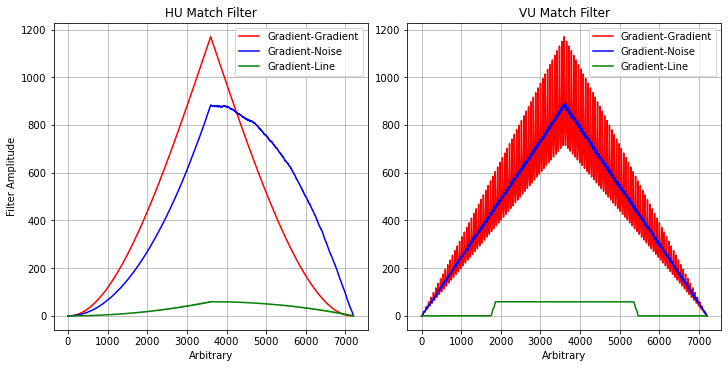 HU Match Filter
Gradient-Gradient
Gradient-Noise
Gradient-Line
1200
1000
800
600
400
200
0
Filter Amplitude
0 1000 2000 3000 4000 5000 6000 7000
Arbitrary
VU Match Filter
Gradient-Gradient
Gradient-Noise
Gradient-Line
1200
1000
800
600
400
200
0
0 1000 2000 3000 4000 5000 6000 7000
Arbitrary